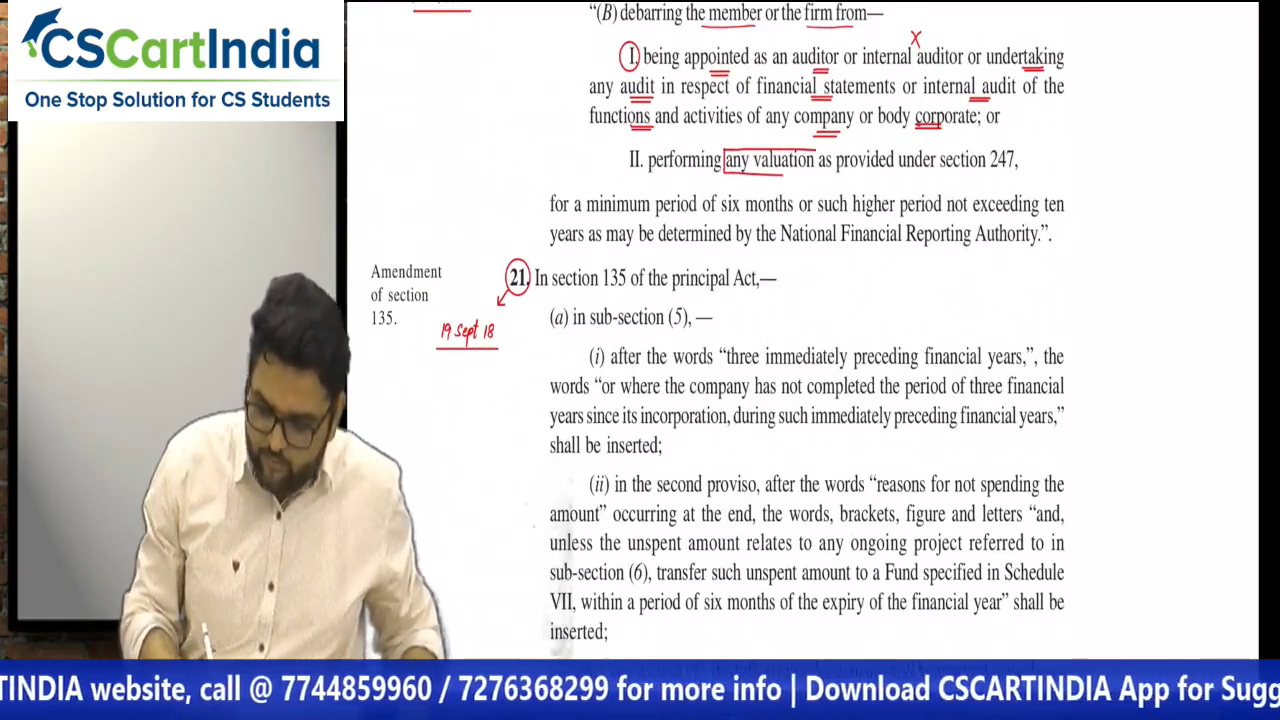 CSCartIndia
One Stop Solution for CS Students
“(B) debarring the member or the firm from—
I. being appointed as an auditor or internal auditor or undertaking
any audit in respect of financial statements or internal audit of the
functions and activities of any company or body corporate; or
II. performing any valuation as provided under section 247,
for a minimum period of six months or such higher period not exceeding ten
years as may be determined by the National Financial Reporting Authority.”.
Amendment
of section
135.
21. In section 135 of the principal Act,—
19 Sept 18
(a) in sub-section (5), —
(i) after the words “three immediately preceding financial years,”, the
words “or where the company has not completed the period of three financial
years since its incorporation, during such immediately preceding financial years,”
shall be inserted;
(ii) in the second proviso, after the words “reasons for not spending the
amount” occurring at the end, the words, brackets, figure and letters “and,
unless the unspent amount relates to any ongoing project referred to in
sub-section (6), transfer such unspent amount to a Fund specified in Schedule
VII, within a period of six months of the expiry of the financial year” shall be
inserted;
TINDIA website, call @ 7744859960 / 7276368299 for more info | Download CSCARTINDIA App for Sugg